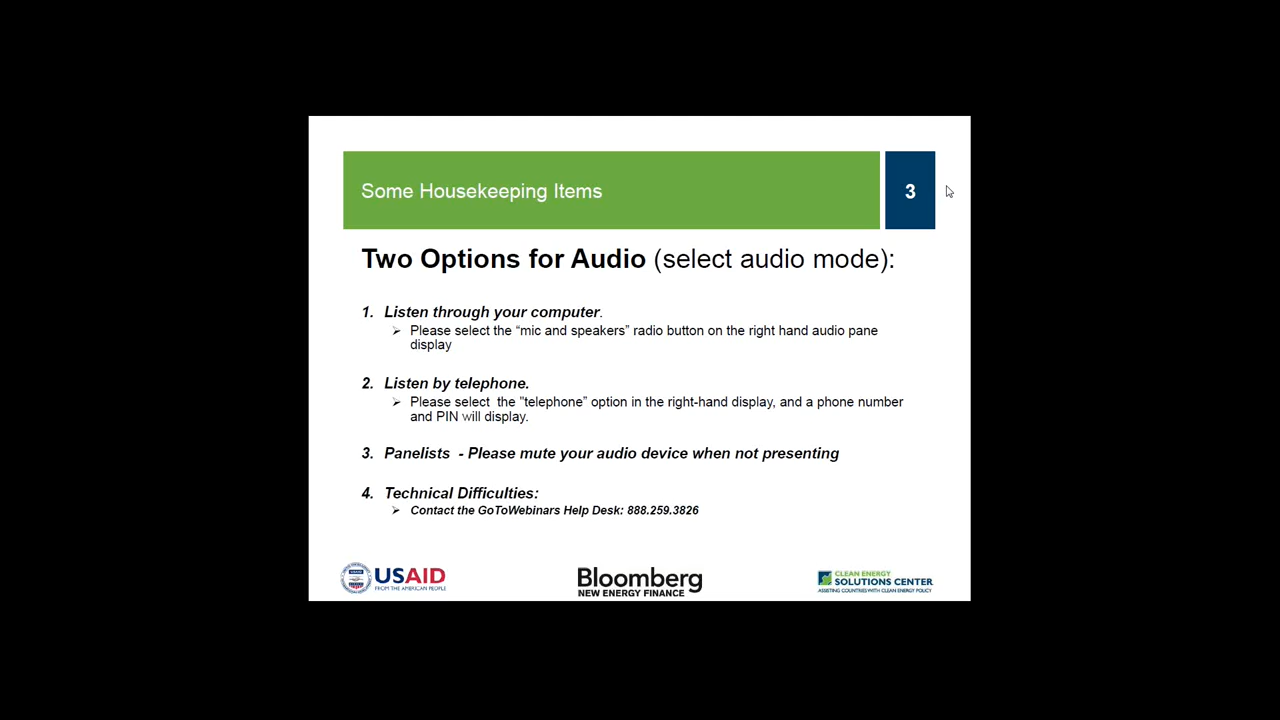 Some Housekeeping Items
3
Two Options for Audio (select audio mode):
1. Listen through your computer.
➢ Please select the “mic and speakers” radio button on the right hand audio pane
display
2. Listen by telephone.
➢ Please select the "telephone” option in the right-hand display, and a phone number
and PIN will display.
3. Panelists - Please mute your audio device when not presenting
4. Technical Difficulties:
➢ Contact the GoToWebinars Help Desk: 888.259.3826
USAID
FROM THE AMERICAN PEOPLE
Bloomberg
NEW ENERGY FINANCE
CLEAN ENERGY
SOLUTIONS CENTER
ASSISTING COUNTRIES WITH CLEAN ENERGY POLICY